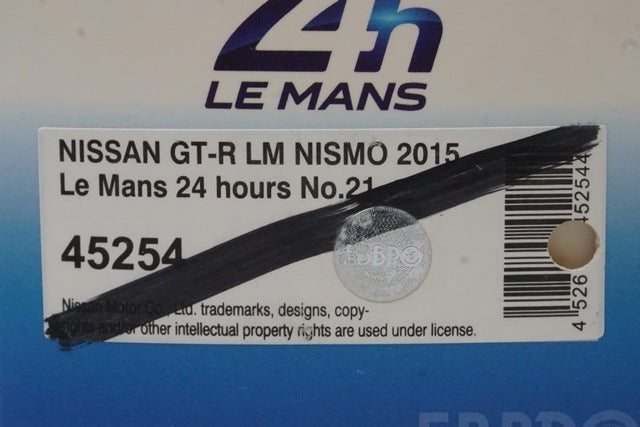 24h
LE MANS
NISSAN GT-R LM NISMO 2015
Le Mans 24 hours No.21
45254
EBBRO
Nissan Motor Co., Ltd. trademarks, designs, copy-
rights and/or other intellectual property rights are used under license.
4 526 452544
EBBRO